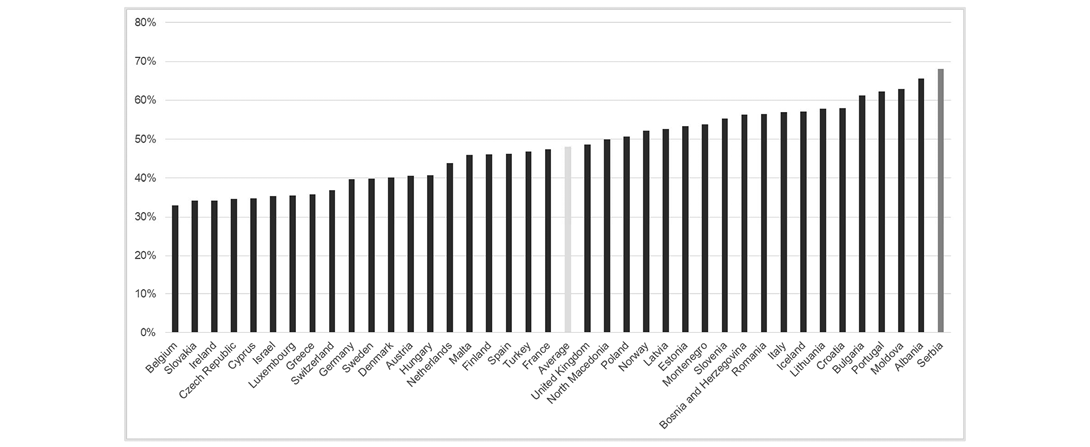 80%
70%
60%
50%
40%
30%
20%
10%
0%
Belgium
Slovakia
Ireland
Czech Republic
Cyprus
Israel
Luxembourg
Greece
Switzerland
Germany
Sweden
Denmark
Austria
Hungary
Netherlands
Malta
Finland
Spain
Turkey
France
Average
United Kingdom
North Macedonia
Poland
Norway
Latvia
Estonia
Montenegro
Slovenia
Bosnia and Herzegovina
Romania
Italy
Iceland
Lithuania
Croatia
Bulgaria
Portugal
Moldova
Albania
Serbia